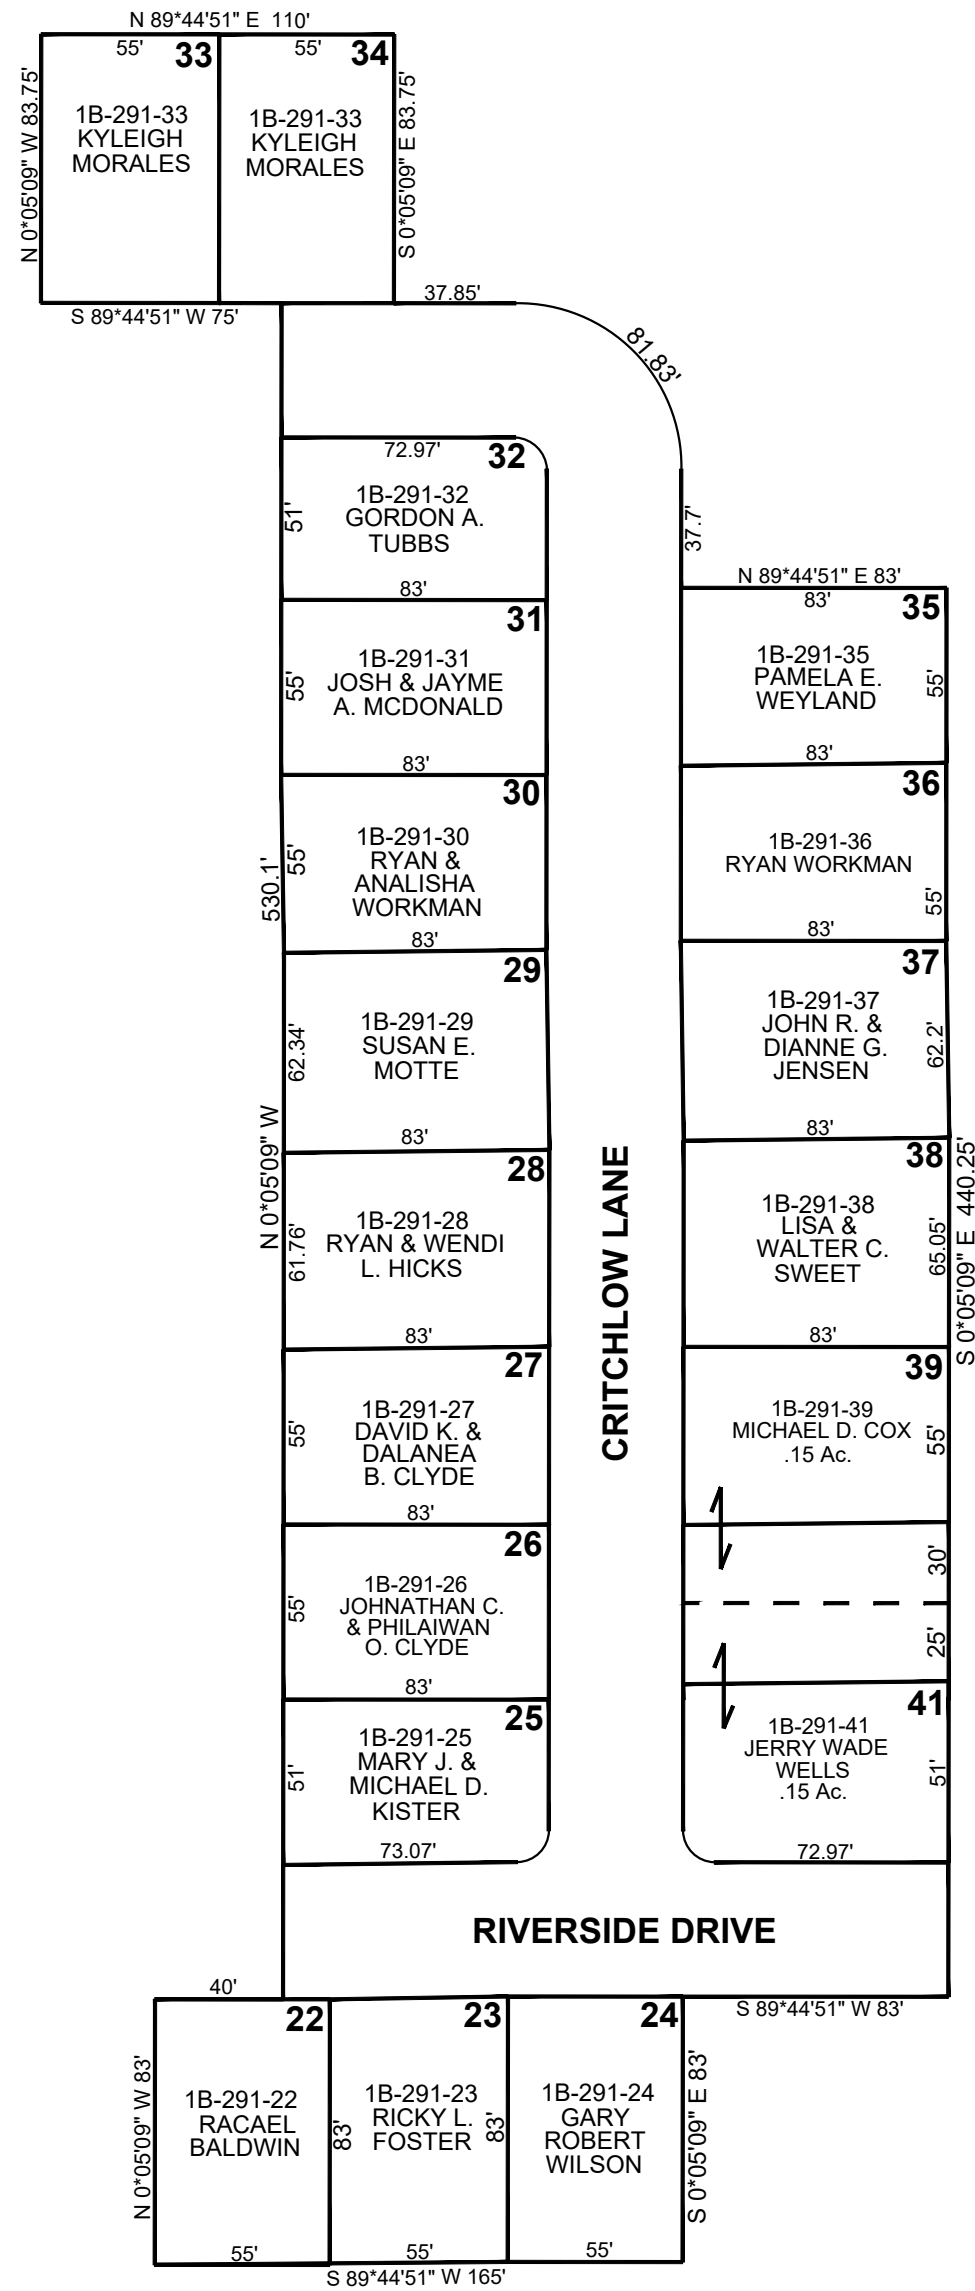 N 89*44'51" E 110'
55'
33
55'
34
N 0*05'09" W 83.75'
1B-291-33
KYLEIGH
MORALES
1B-291-33
KYLEIGH
MORALES
S 0*05'09" E 83.75'
S 89*44'51" W 75'
37.85'
81.83'
37.7'
72.97'
32
51'
1B-291-32
GORDON A.
TUBBS
83'
31
55'
1B-291-31
JOSH & JAYME
A. MCDONALD
83'
30
55'
1B-291-30
RYAN &
ANALISHA
WORKMAN
83'
530.1'
N 0*05'09" W
29
62.34'
1B-291-29
SUSAN E.
MOTTE
83'
28
61.76'
1B-291-28
RYAN & WENDI
L. HICKS
83'
27
55'
1B-291-27
DAVID K. &
DALANEA
B. CLYDE
83'
26
55'
1B-291-26
JOHNATHAN C.
& PHILAIWAN
O. CLYDE
83'
25
51'
1B-291-25
MARY J. &
MICHAEL D.
KISTER
73.07'
CRITCHLOW LANE
N 89*44'51" E 83'
83'
35
1B-291-35
PAMELA E.
WEYLAND
55'
83'
36
1B-291-36
RYAN WORKMAN
55'
83'
37
1B-291-37
JOHN R. &
DIANNE G.
JENSEN
62.2'
83'
38
1B-291-38
LISA &
WALTER C.
SWEET
65.05'
S 0*05'09" E 440.25'
83'
39
1B-291-39
MICHAEL D. COX
.15 Ac.
55'
30'
25'
41
1B-291-41
JERRY WADE
WELLS
.15 Ac.
51'
72.97'
RIVERSIDE DRIVE
40'
S 89*44'51" W 83'
22
23
24
N 0*05'09" W 83'
1B-291-22
RACAEL
BALDWIN
83'
1B-291-23
RICKY L.
FOSTER
83'
1B-291-24
GARY
ROBERT
WILSON
S 0*05'09" E 83'
55'
55'
55'
S 89*44'51" W 165'